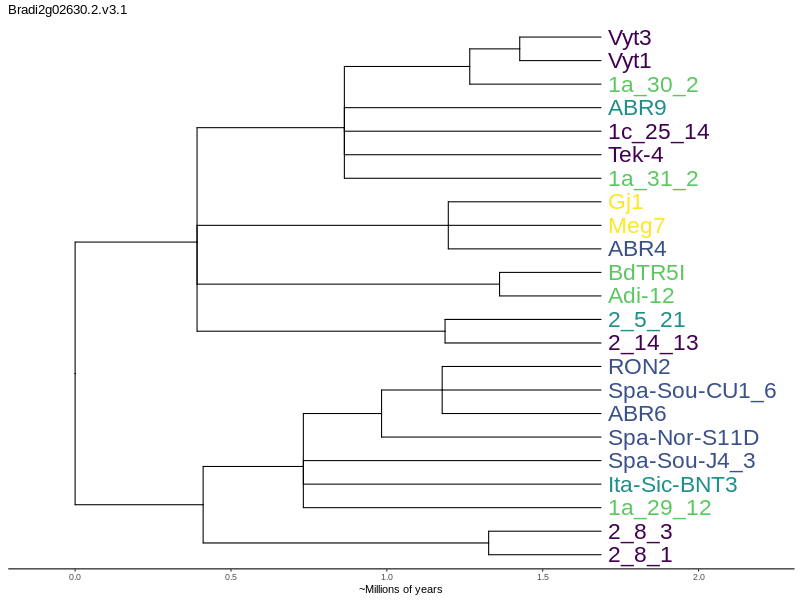 Bradi2g02630.2.v3.1
Vyt3
Vyt1
1a_30_2
ABR9
1c_25_14
Tek-4
1a_31_2
Gj1
Meg7
ABR4
BdTR5I
Adi-12
2_5_21
2_14_13
RON2
Spa-Sou-CU1_6
ABR6
Spa-Nor-S11D
Spa-Sou-J4_3
Ita-Sic-BNT3
1a_29_12
2_8_3
2_8_1
0.0 0.5 1.0 1.5 2.0
~Millions of years